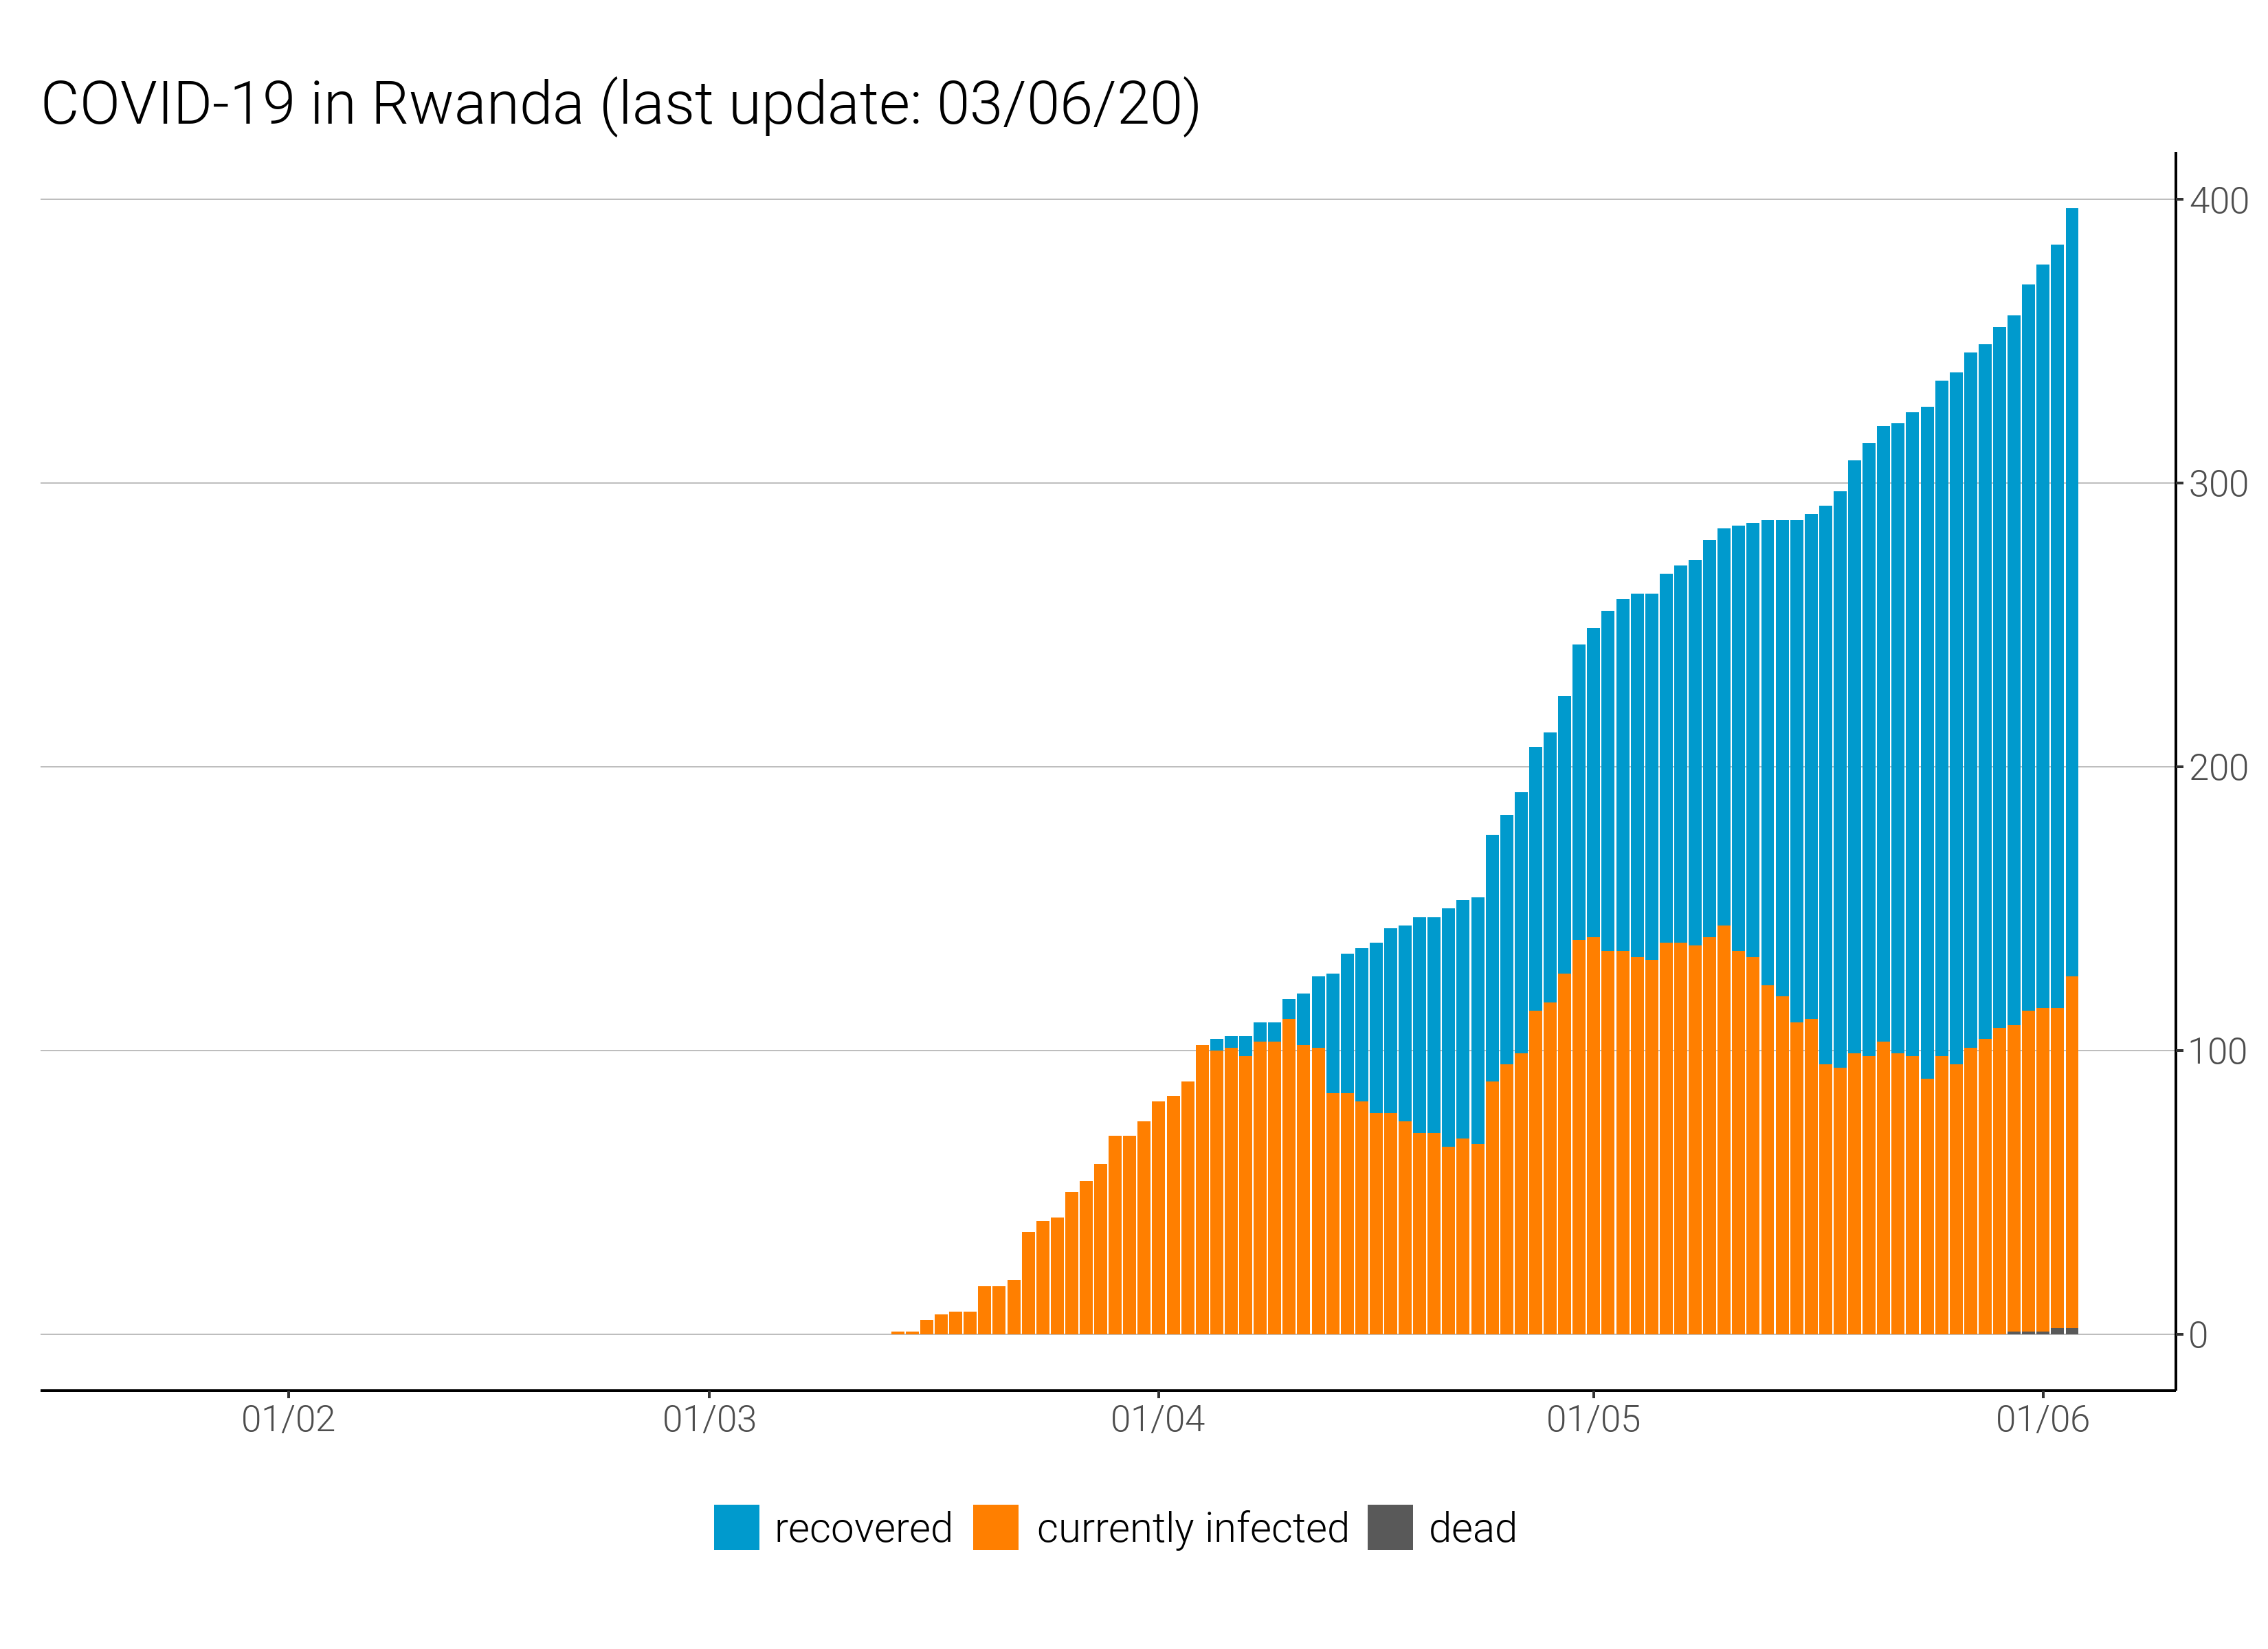 COVID-19 in Rwanda (last update: 03/06/20)
400
300
200
100
0
01/02 01/03 01/04 01/05 01/06
recovered currently infected dead